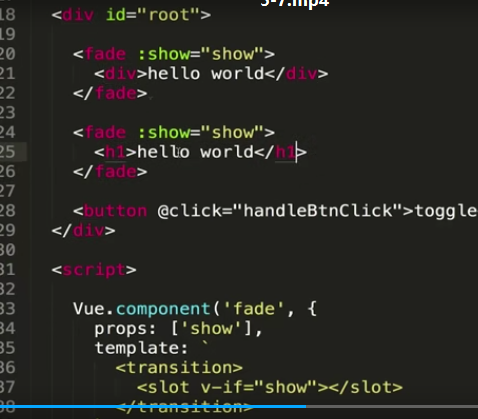 5-7.mp4
18 <div id="root">
19
20 <fade :show="show">
21 <div>hello world</div>
22 </fade>
23
24 <fade :show="show">
25 <h1>hello world</h1>
26 </fade>
27
28 <button @click="handleBtnClick">toggle
29 </div>
30
31 <script>
32
33 Vue.component('fade', {
34 props: ['show'],
35 template: `
36 <transition>
37 <slot v-if="show"></slot>
38 </transition>